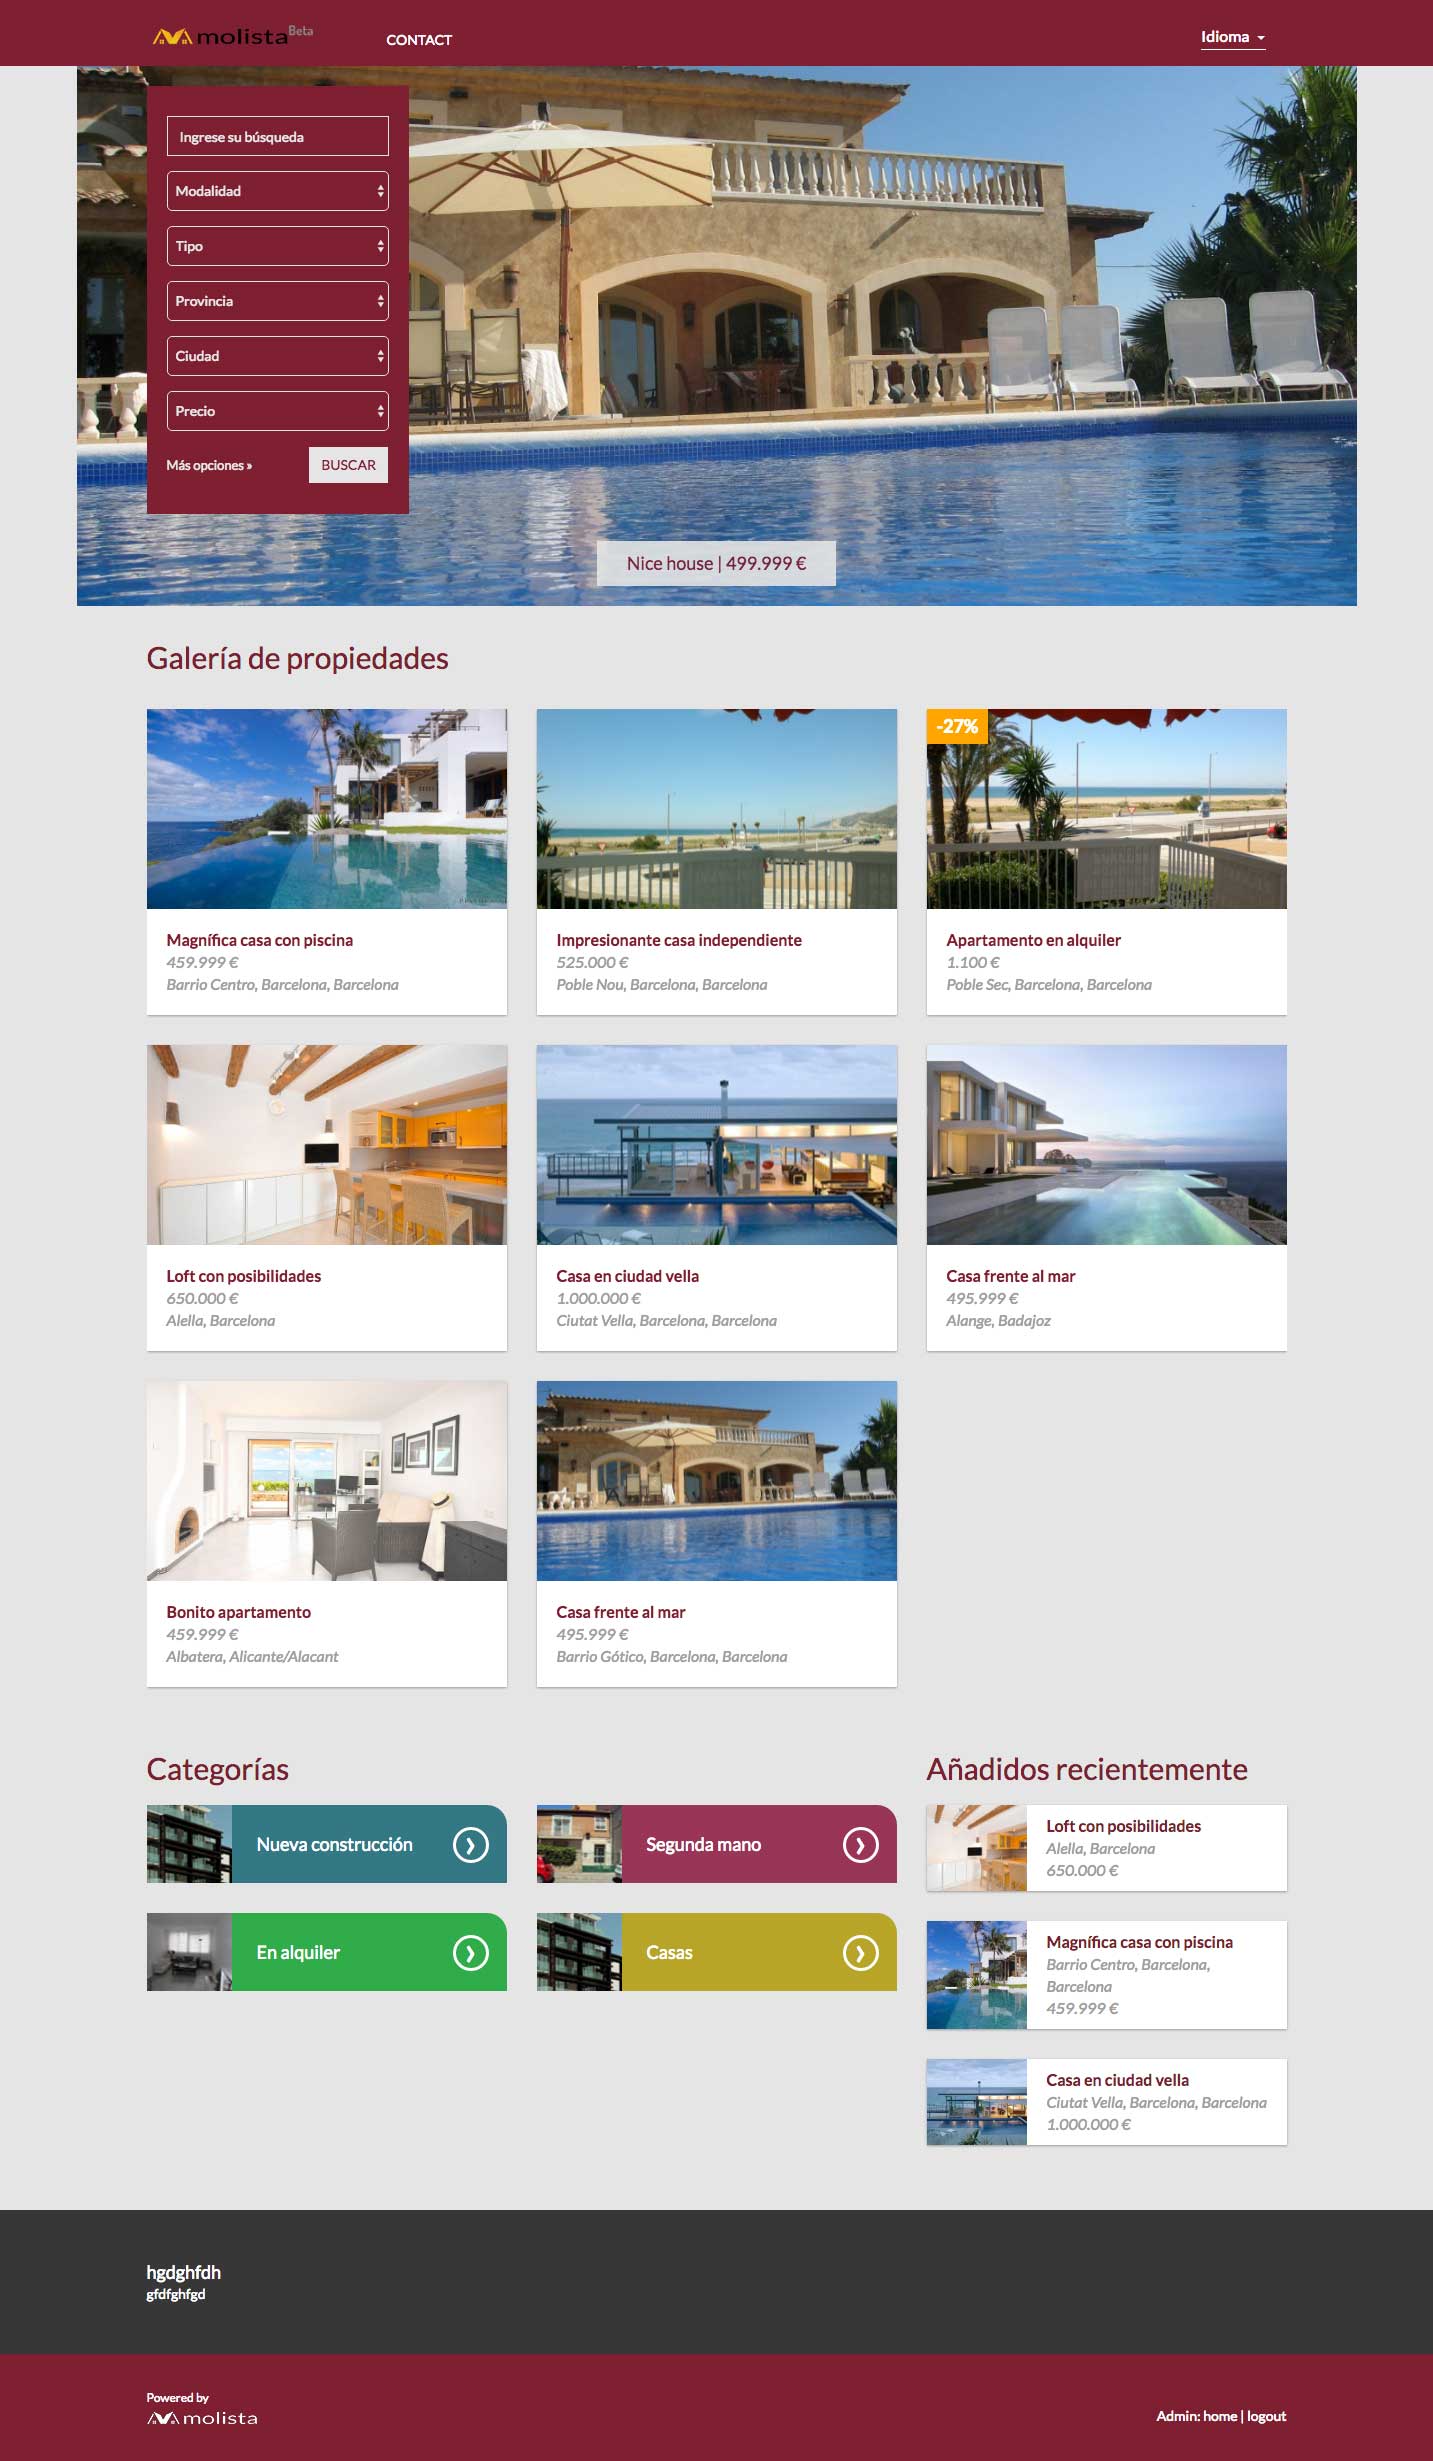 molista Beta
CONTACT
Idioma
Ingrese su búsqueda
Modalidad
Tipo
Provincia
Ciudad
Precio
Más opciones »
BUSCAR
Nice house | 499.999 €
Galería de propiedades
-27%
Magnífica casa con piscina
459.999 €
Barrio Centro, Barcelona, Barcelona
Impresionante casa independiente
525.000 €
Poble Nou, Barcelona, Barcelona
Apartamento en alquiler
1.100 €
Poble Sec, Barcelona, Barcelona
Loft con posibilidades
650.000 €
Alella, Barcelona
Casa en ciudad vella
1.000.000 €
Ciutat Vella, Barcelona, Barcelona
Casa frente al mar
495.999 €
Alange, Badajoz
Bonito apartamento
459.999 €
Albatera, Alicante/Alacant
Casa frente al mar
495.999 €
Barrio Gótico, Barcelona, Barcelona
Categorías
Nueva construcción
Segunda mano
En alquiler
Casas
Añadidos recientemente
Loft con posibilidades
Alella, Barcelona
650.000 €
Magnífica casa con piscina
Barrio Centro, Barcelona,
Barcelona
459.999 €
Casa en ciudad vella
Ciutat Vella, Barcelona, Barcelona
1.000.000 €
hgdghfdh
gfdfghfgd
Powered by
molista
Admin: home | logout